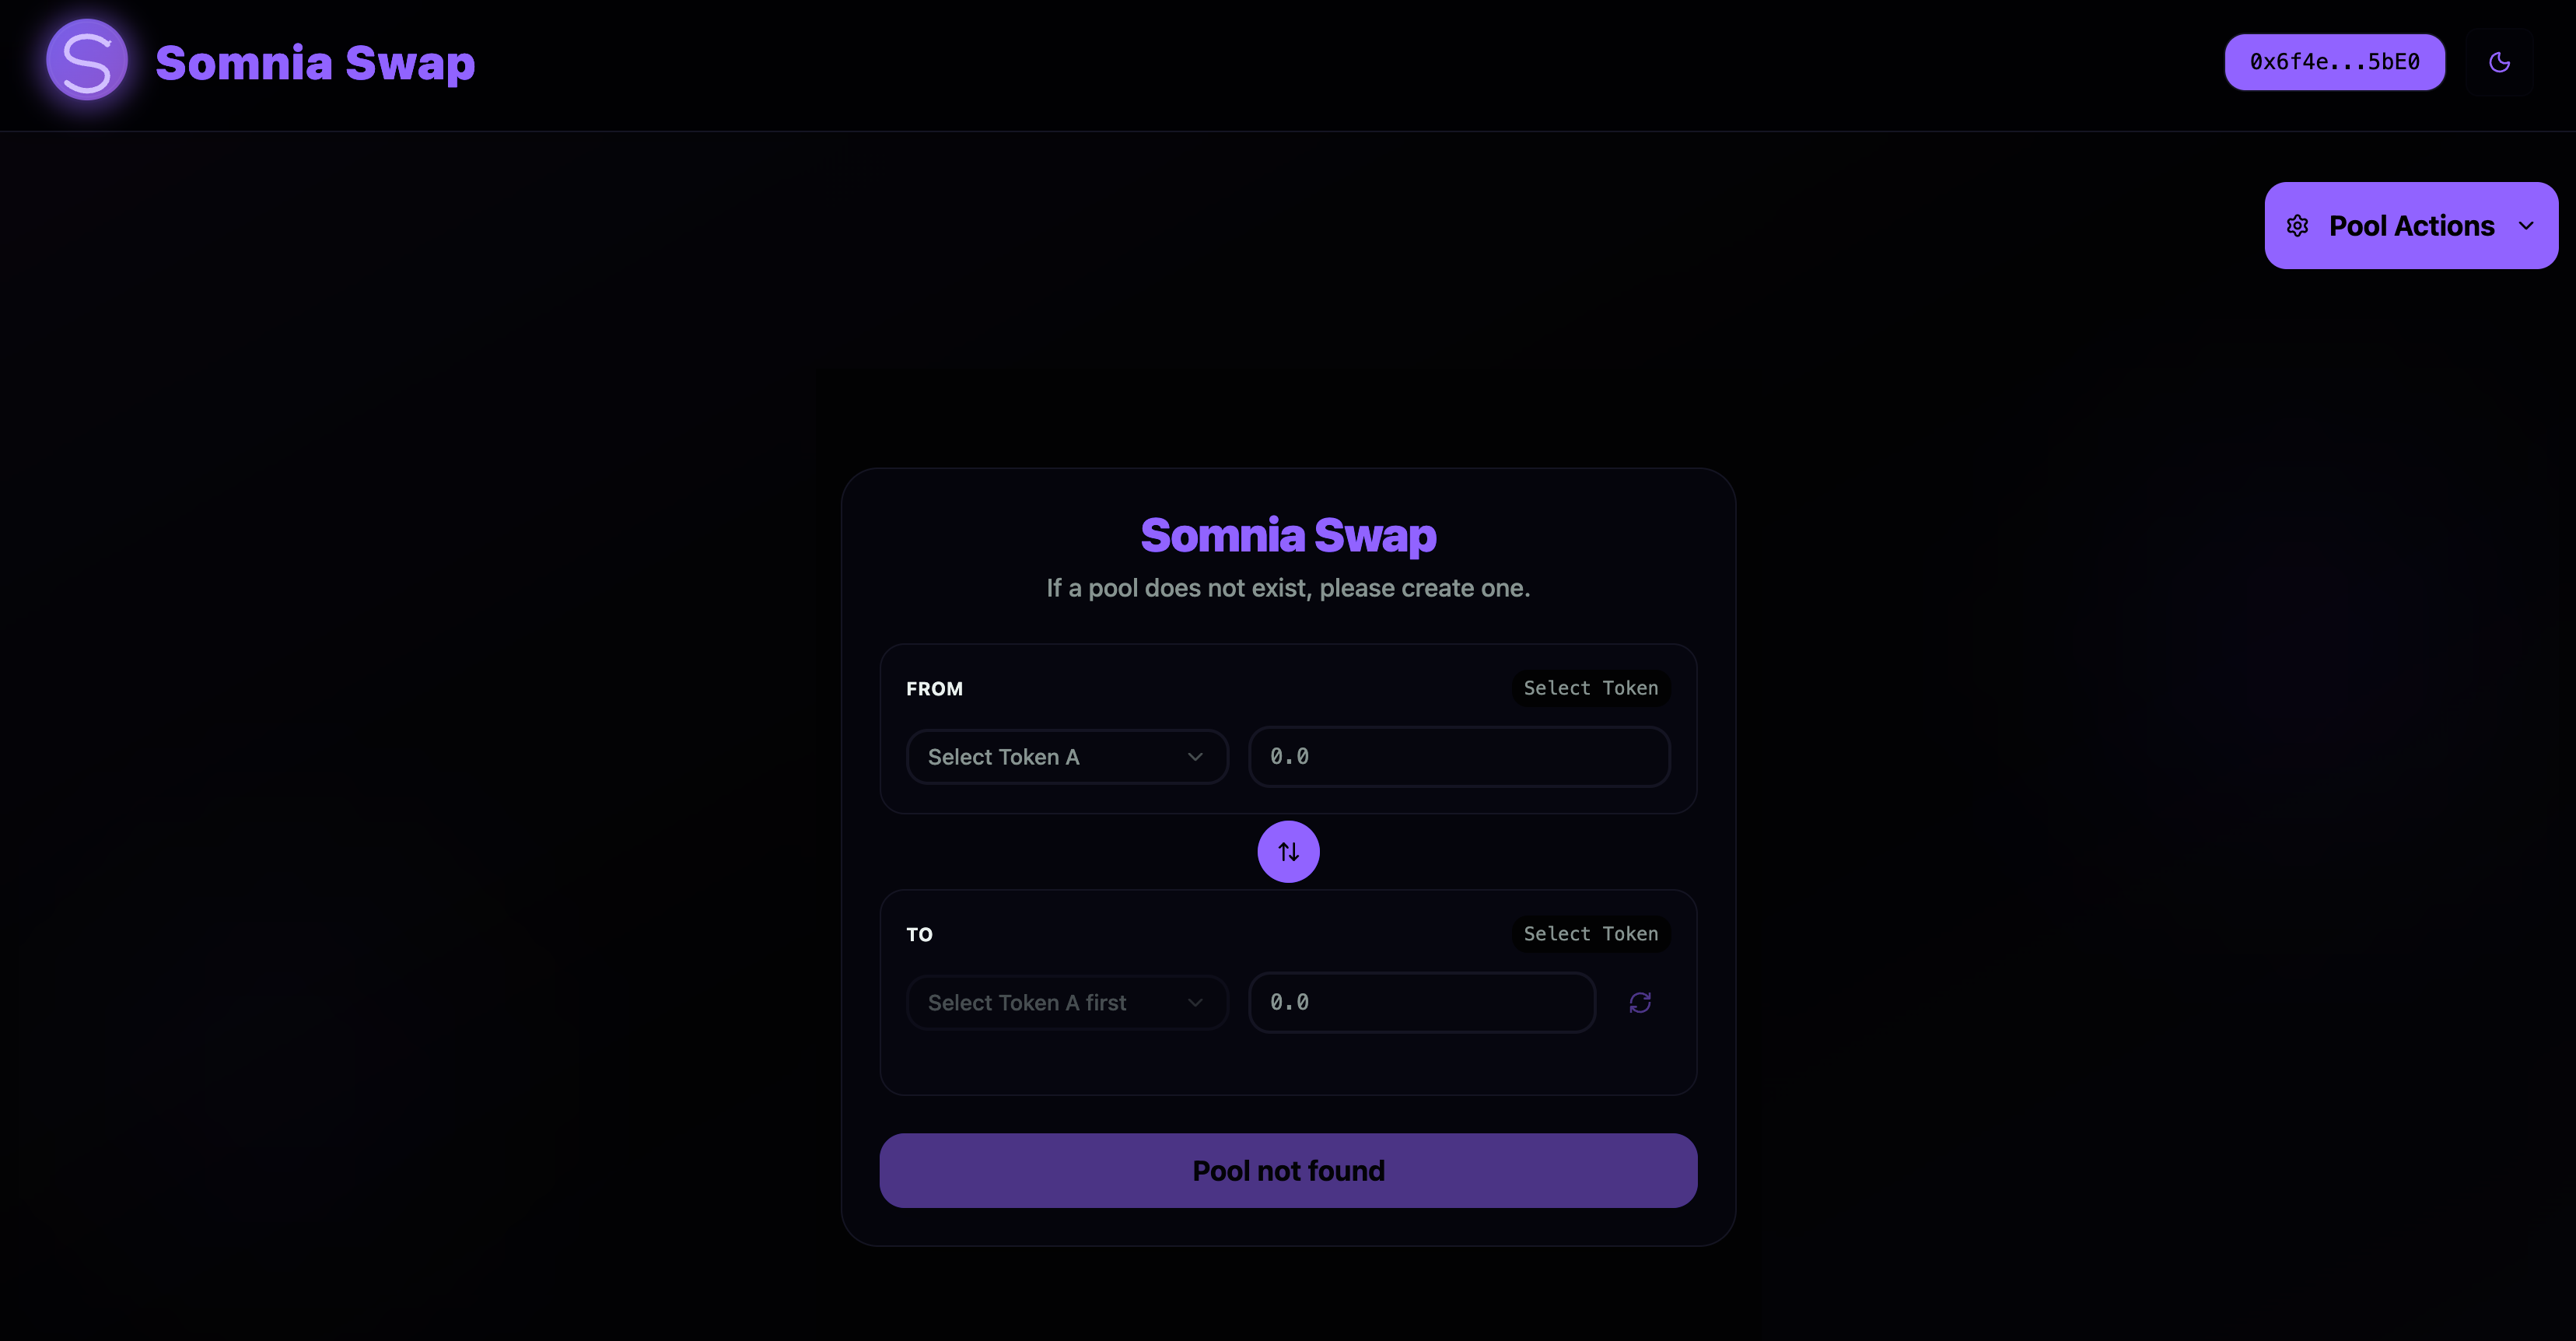 S
Somnia Swap
0x6f4e...5bE0
Pool Actions
Somnia Swap
If a pool does not exist, please create one.
FROM
Select Token
Select Token A
0.0
TO
Select Token
Select Token A first
0.0
Pool not found